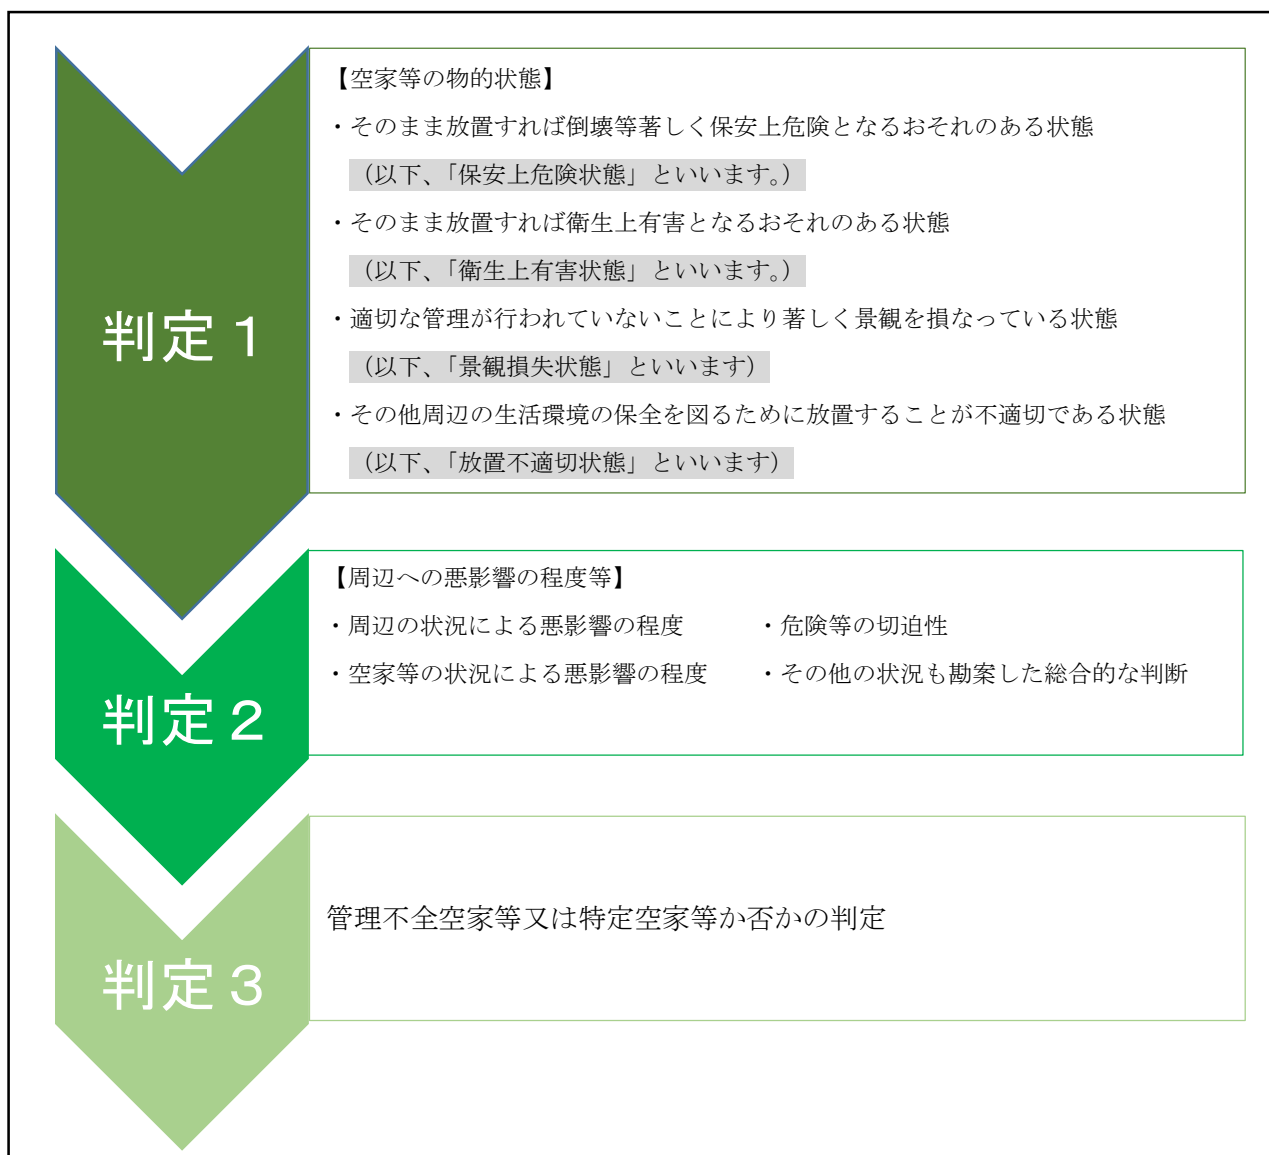 判定１
【空家等の物的状態】
・そのまま放置すれば倒壊等著しく保安上危険となるおそれのある状態
（以下、「保安上危険状態」といいます。）
・そのまま放置すれば衛生上有害となるおそれのある状態
（以下、「衛生上有害状態」といいます。）
・適切な管理が行われていないことにより著しく景観を損なっている状態
（以下、「景観損失状態」といいます）
・その他周辺の生活環境の保全を図るために放置することが不適切である状態
（以下、「放置不適切状態」といいます）
判定２
【周辺への悪影響の程度等】
・周辺の状況による悪影響の程度　・危険等の切迫性
・空家等の状況による悪影響の程度　・その他の状況も勘案した総合的な判断
判定３
管理不全空家等又は特定空家等か否かの判定